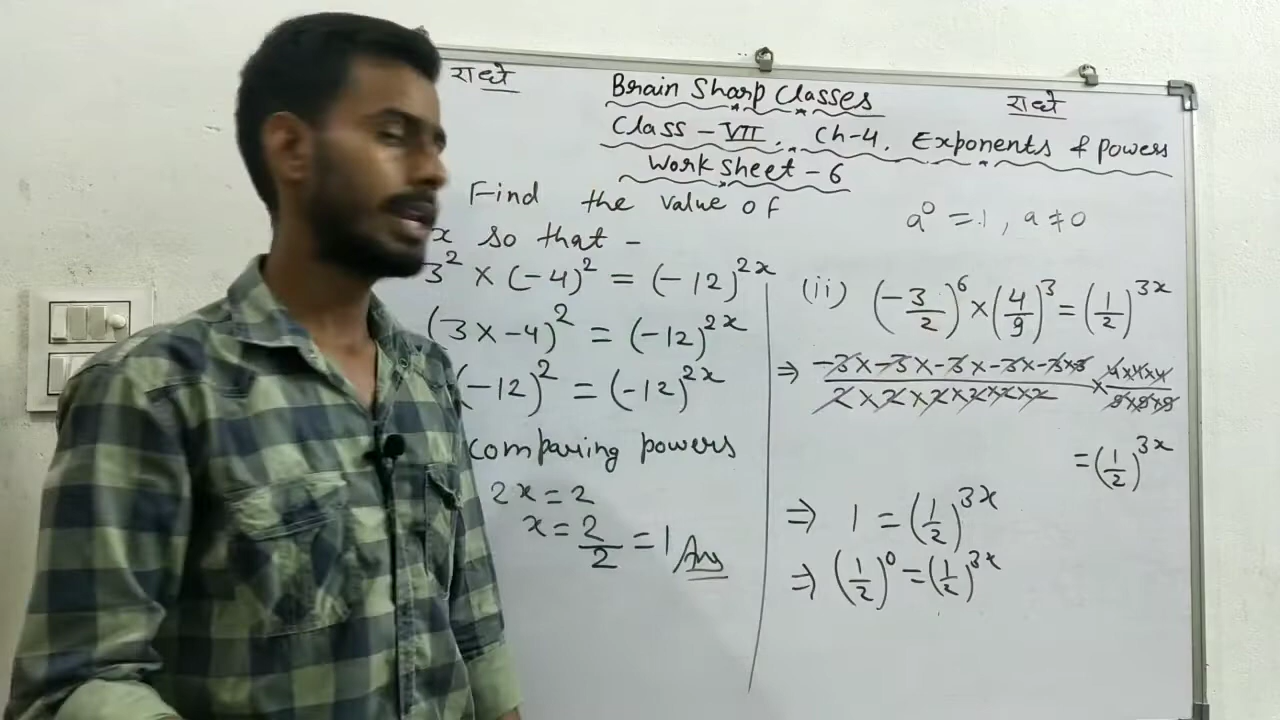 राधे
Brain Sharp Classes
राधे
Class - VII. Ch-4. Exponents & Powers
Work sheet - 6
Find the value of
x so that -
a⁰ = 1, a ≠ 0
3² × (-4)² = (-12)²ˣ
(3 × -4)² = (-12)²ˣ
(-12)² = (-12)²ˣ
comparing powers
2x = 2
x = 2/2 = 1 Ans
(ii) (-3/2)⁶ × (4/9)³ = (1/2)³ˣ
⇒ -3 × -3 × -3 × -3 × -3 × 3 / 2 × 2 × 2 × 2 × 2 × 2 × 4 × 4 × 4 / 9 × 9 × 9
= (1/2)³ˣ
⇒ 1 = (1/2)³ˣ
⇒ (1/2)⁰ = (1/2)³ˣ